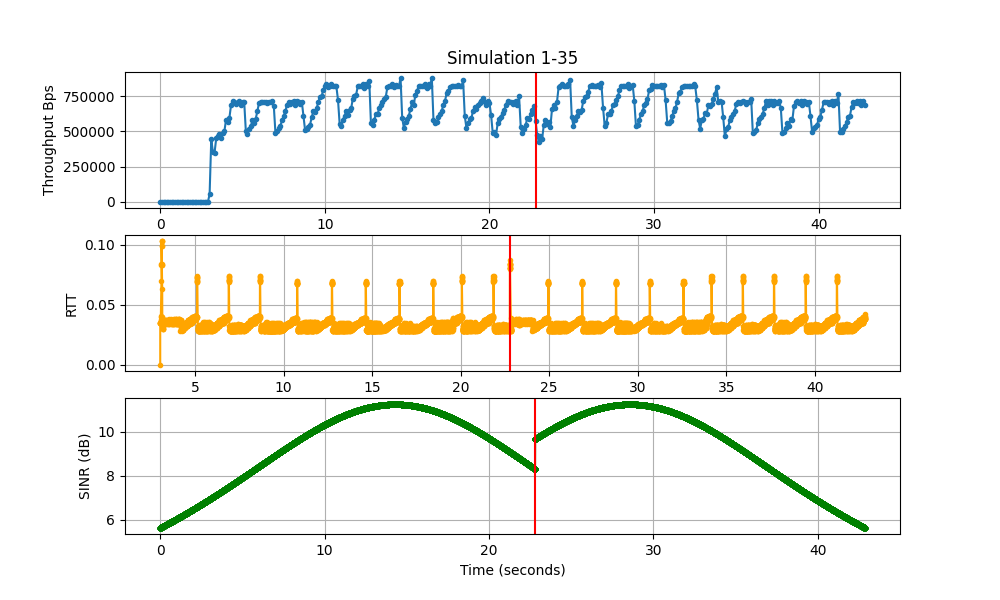 Simulation 1-35
Throughput Bps
750000
500000
250000
0
0 10 20 30 40
RTT
0.10
0.05
0.00
5 10 15 20 25 30 35 40
SINR (dB)
10
8
6
0 10 20 30 40
Time (seconds)